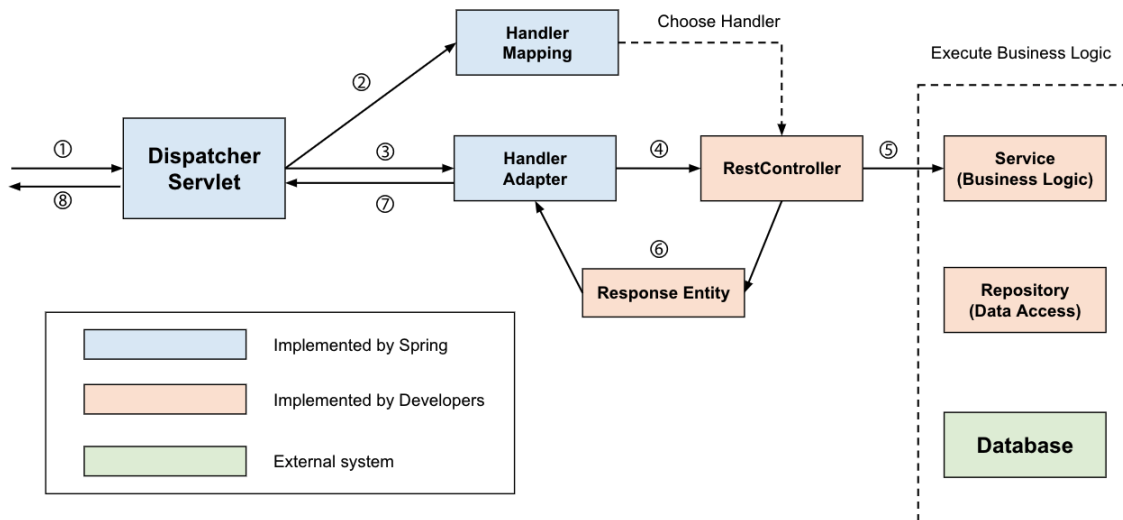 Choose Handler
Handler
Mapping
Execute Business Logic
②
①
Dispatcher
Servlet
③
Handler
Adapter
④
RestController
⑤
Service
(Business Logic)
⑧
⑦
⑥
Response Entity
Repository
(Data Access)
Implemented by Spring
Implemented by Developers
External system
Database